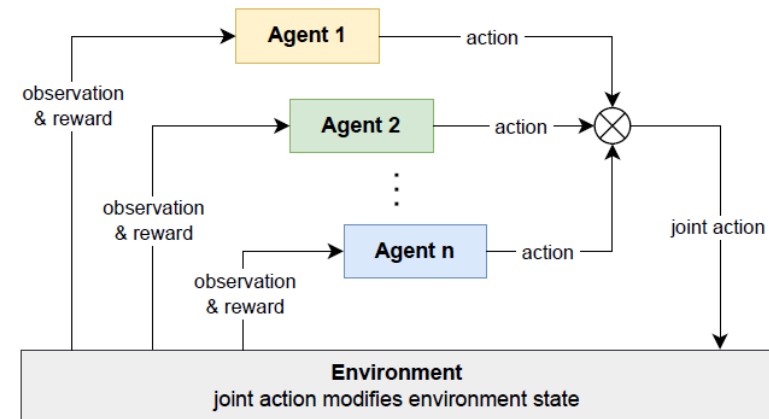 Agent 1
action
observation
& reward
Agent 2
action
observation
& reward
joint action
Agent n
action
observation
& reward
Environment
joint action modifies environment state